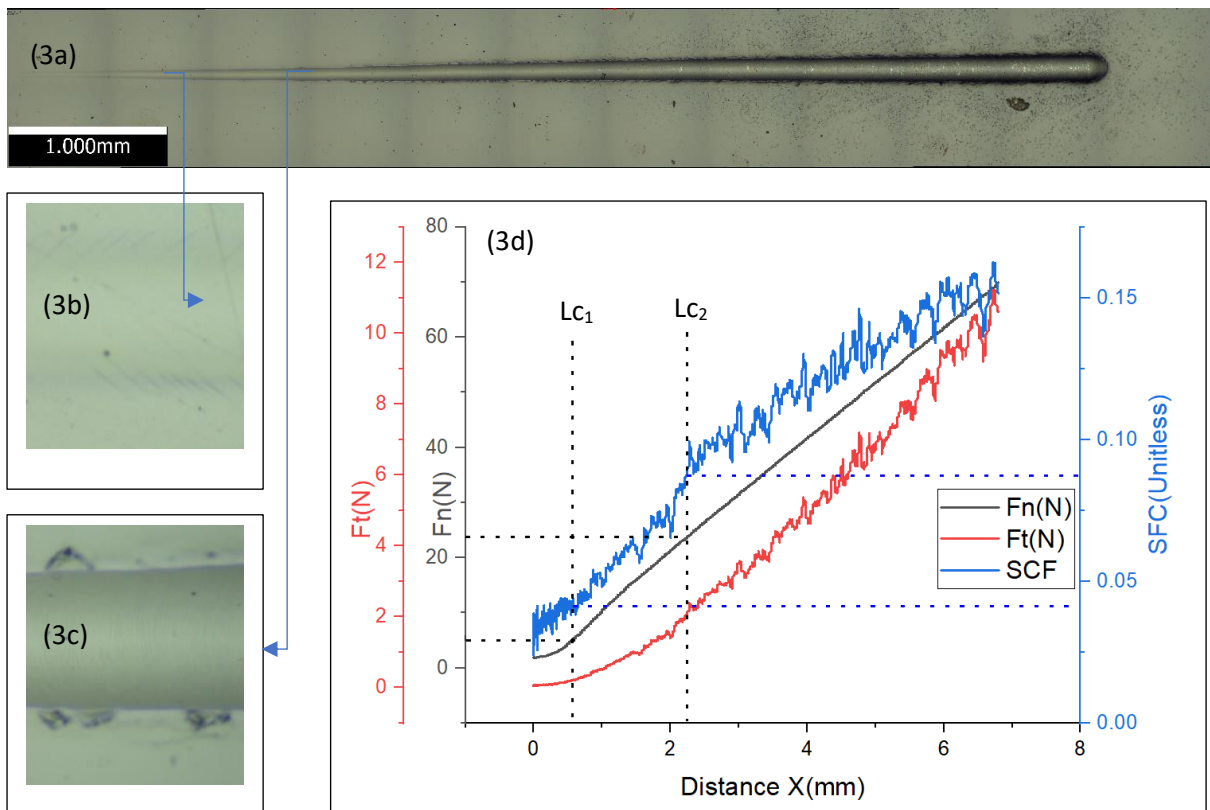 (3a)
1.000mm
(3b)
(3c)
(3d)
Lc₁
Lc₂
80
60
40
20
0
Fn(N)
12
10
8
6
4
2
0
Ft(N)
0.15
0.10
0.05
0.00
SFC(Unitless)
Fn(N)
Ft(N)
SCF
0
2
4
6
8
Distance X(mm)